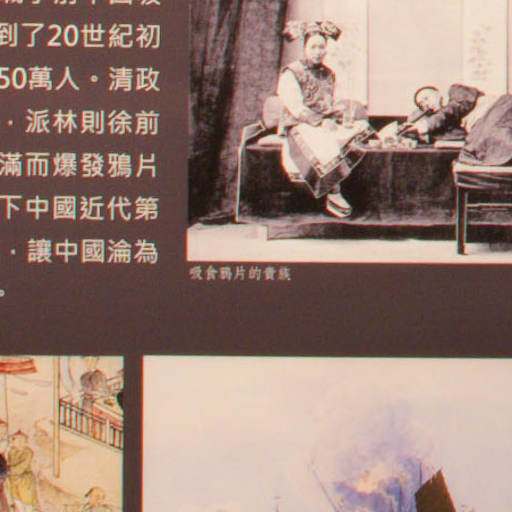 到了20世紀初
50萬人。清政
，派林則徐前
滿而爆發鴉片
下中國近代第
，讓中國淪為
。
吸食鴉片的貴族